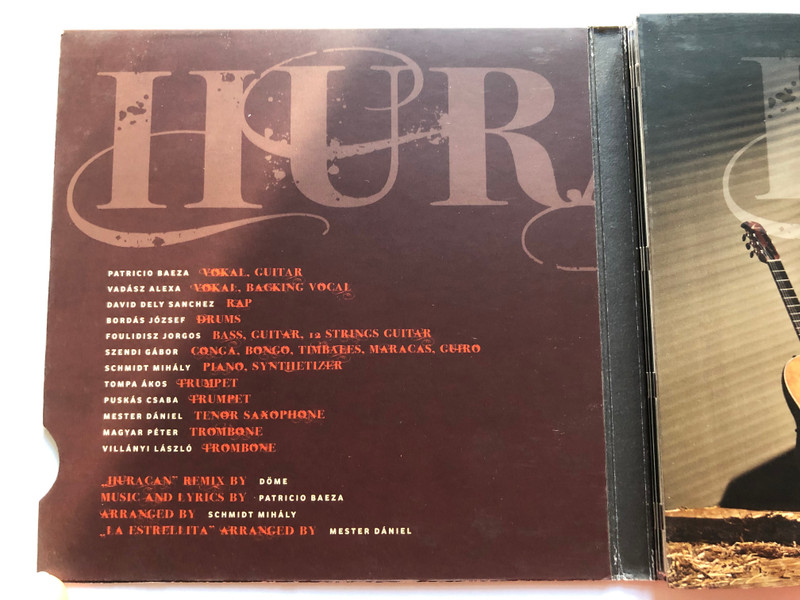 HURA
PATRICIO BAEZA VOKAL, GUITAR
VADÁSZ ALEXA VOKAL, BACKING VOCAL
DAVID DELY SANCHEZ RAP
BORDÁS JÓZSEF DRUMS
FOULIDISZ JORGOS BASS, GUITAR, 12 STRINGS GUITAR
SZENDI GÁBOR CONGA, BONGO, TIMBALES, MARACAS, GUIRO
SCHMIDT MIHÁLY PIANO, SYNTHETIZER
TOMPA ÁKOS TRUMPET
PUSKÁS CSABA TRUMPET
MESTER DÁNIEL TENOR SAXOPHONE
MAGYAR PÉTER TROMBONE
VILLÁNYI LÁSZLÓ TROMBONE
„HURACAN” REMIX BY DÖME
MUSIC AND LYRICS BY PATRICIO BAEZA
ARRANGED BY SCHMIDT MIHÁLY
„LA ESTRELLITA” ARRANGED BY MESTER DÁNIEL